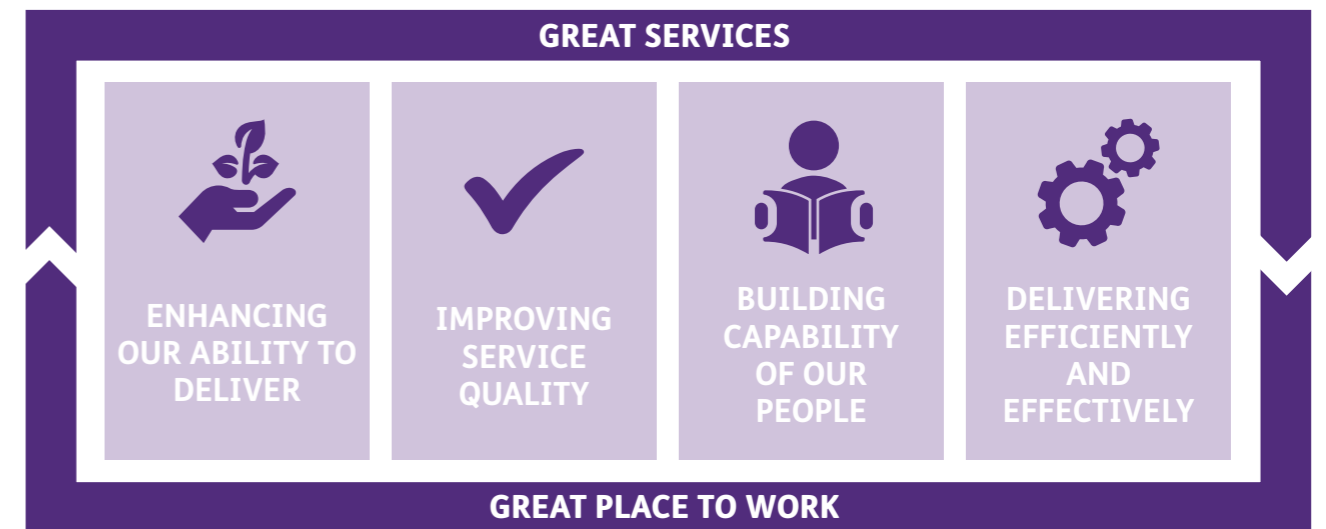 GREAT SERVICES
ENHANCING
OUR ABILITY TO
DELIVER
IMPROVING
SERVICE
QUALITY
BUILDING
CAPABILITY
OF OUR
PEOPLE
DELIVERING
EFFICIENTLY
AND
EFFECTIVELY
GREAT PLACE TO WORK